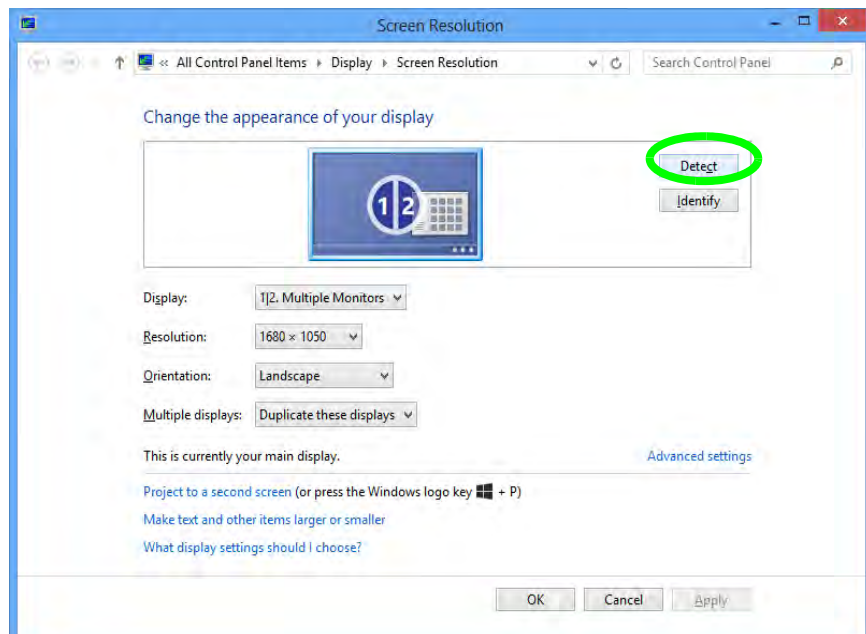 Screen Resolution
« All Control Panel Items Display Screen Resolution Search Control Panel
Change the appearance of your display
Detect
1 2
Identify
Display: 1|2. Multiple Monitors
Resolution: 1680 × 1050
Orientation: Landscape
Multiple displays: Duplicate these displays
This is currently your main display. Advanced settings
Project to a second screen (or press the Windows logo key + P)
Make text and other items larger or smaller
What display settings should I choose?
OK Cancel Apply